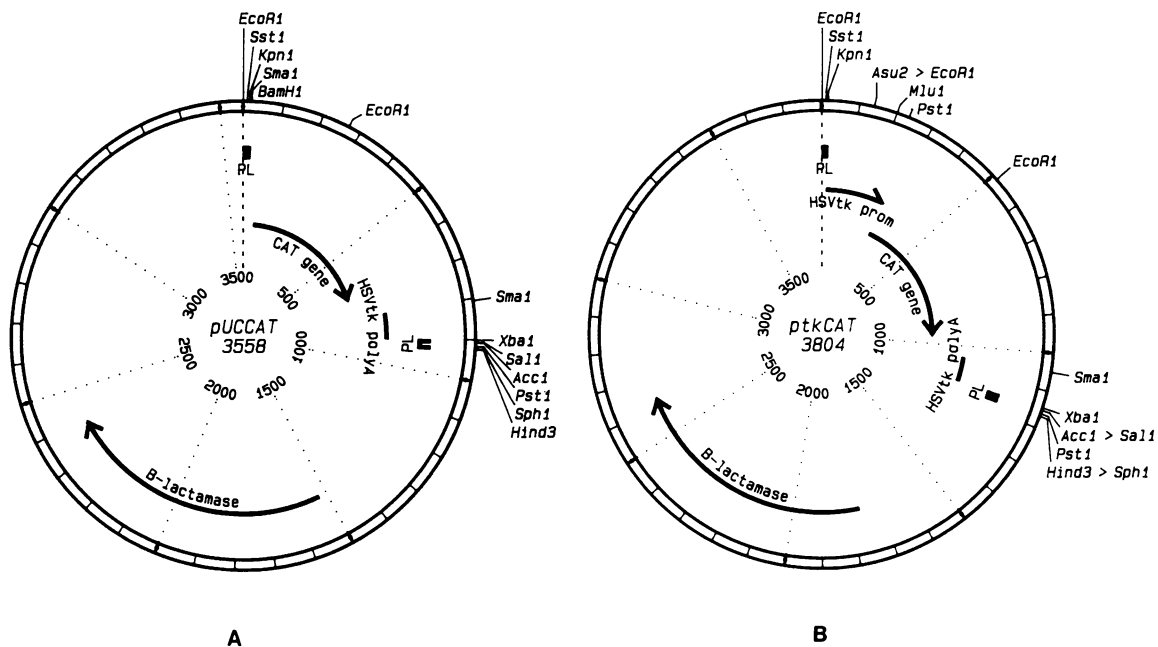 EcoR1
Sst1
Kpn1
Sma1
BamH1
EcoR1
PL
CAT gene
HSVtk polyA
Sma1
3500
500
3000
pUCCAT
3558
1000
2500
2000
1500
PL
Xba1
Sal1
Acc1
Pst1
Sph1
Hind3
B-lactamase
A
EcoR1
Sst1
Kpn1
Asu2 > EcoR1
Mlu1
Pst1
EcoR1
PL
HSVtk prom
CAT gene
3500
500
3000
ptkCAT
3804
1000
2500
2000
1500
HSVtk polyA
PL
Sma1
Xba1
Acc1 > Sal1
Pst1
Hind3 > Sph1
B-lactamase
B